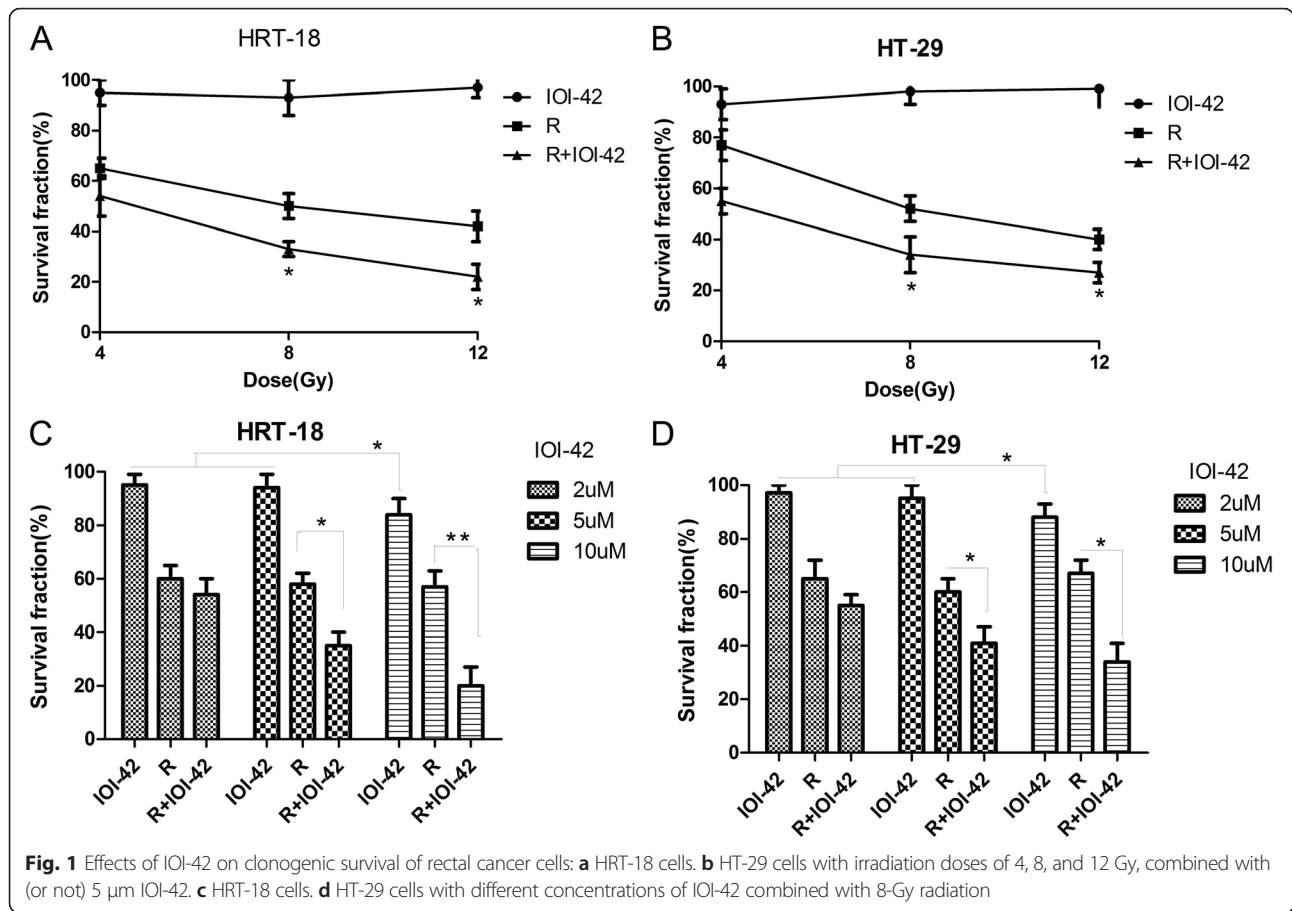 A
HRT-18
100
80
60
40
20
0
Survival fraction(%)
4
8
12
Dose(Gy)
*
*
IOI-42
R
R+IOI-42
B
HT-29
100
80
60
40
20
0
Survival fraction(%)
4
8
12
Dose(Gy)
*
*
IOI-42
R
R+IOI-42
C
HRT-18
100
80
60
40
20
0
Survival fraction(%)
*
*
**
IOI-42
R
R+IOI-42
IOI-42
R
R+IOI-42
IOI-42
R
R+IOI-42
IOI-42
2uM
5uM
10uM
D
HT-29
100
80
60
40
20
0
Survival fraction(%)
*
*
*
IOI-42
R
R+IOI-42
IOI-42
R
R+IOI-42
IOI-42
R
R+IOI-42
IOI-42
2uM
5uM
10uM
Fig. 1 Effects of IOI-42 on clonogenic survival of rectal cancer cells: a HRT-18 cells. b HT-29 cells with irradiation doses of 4, 8, and 12 Gy, combined with
(or not) 5 μm IOI-42. c HRT-18 cells. d HT-29 cells with different concentrations of IOI-42 combined with 8-Gy radiation